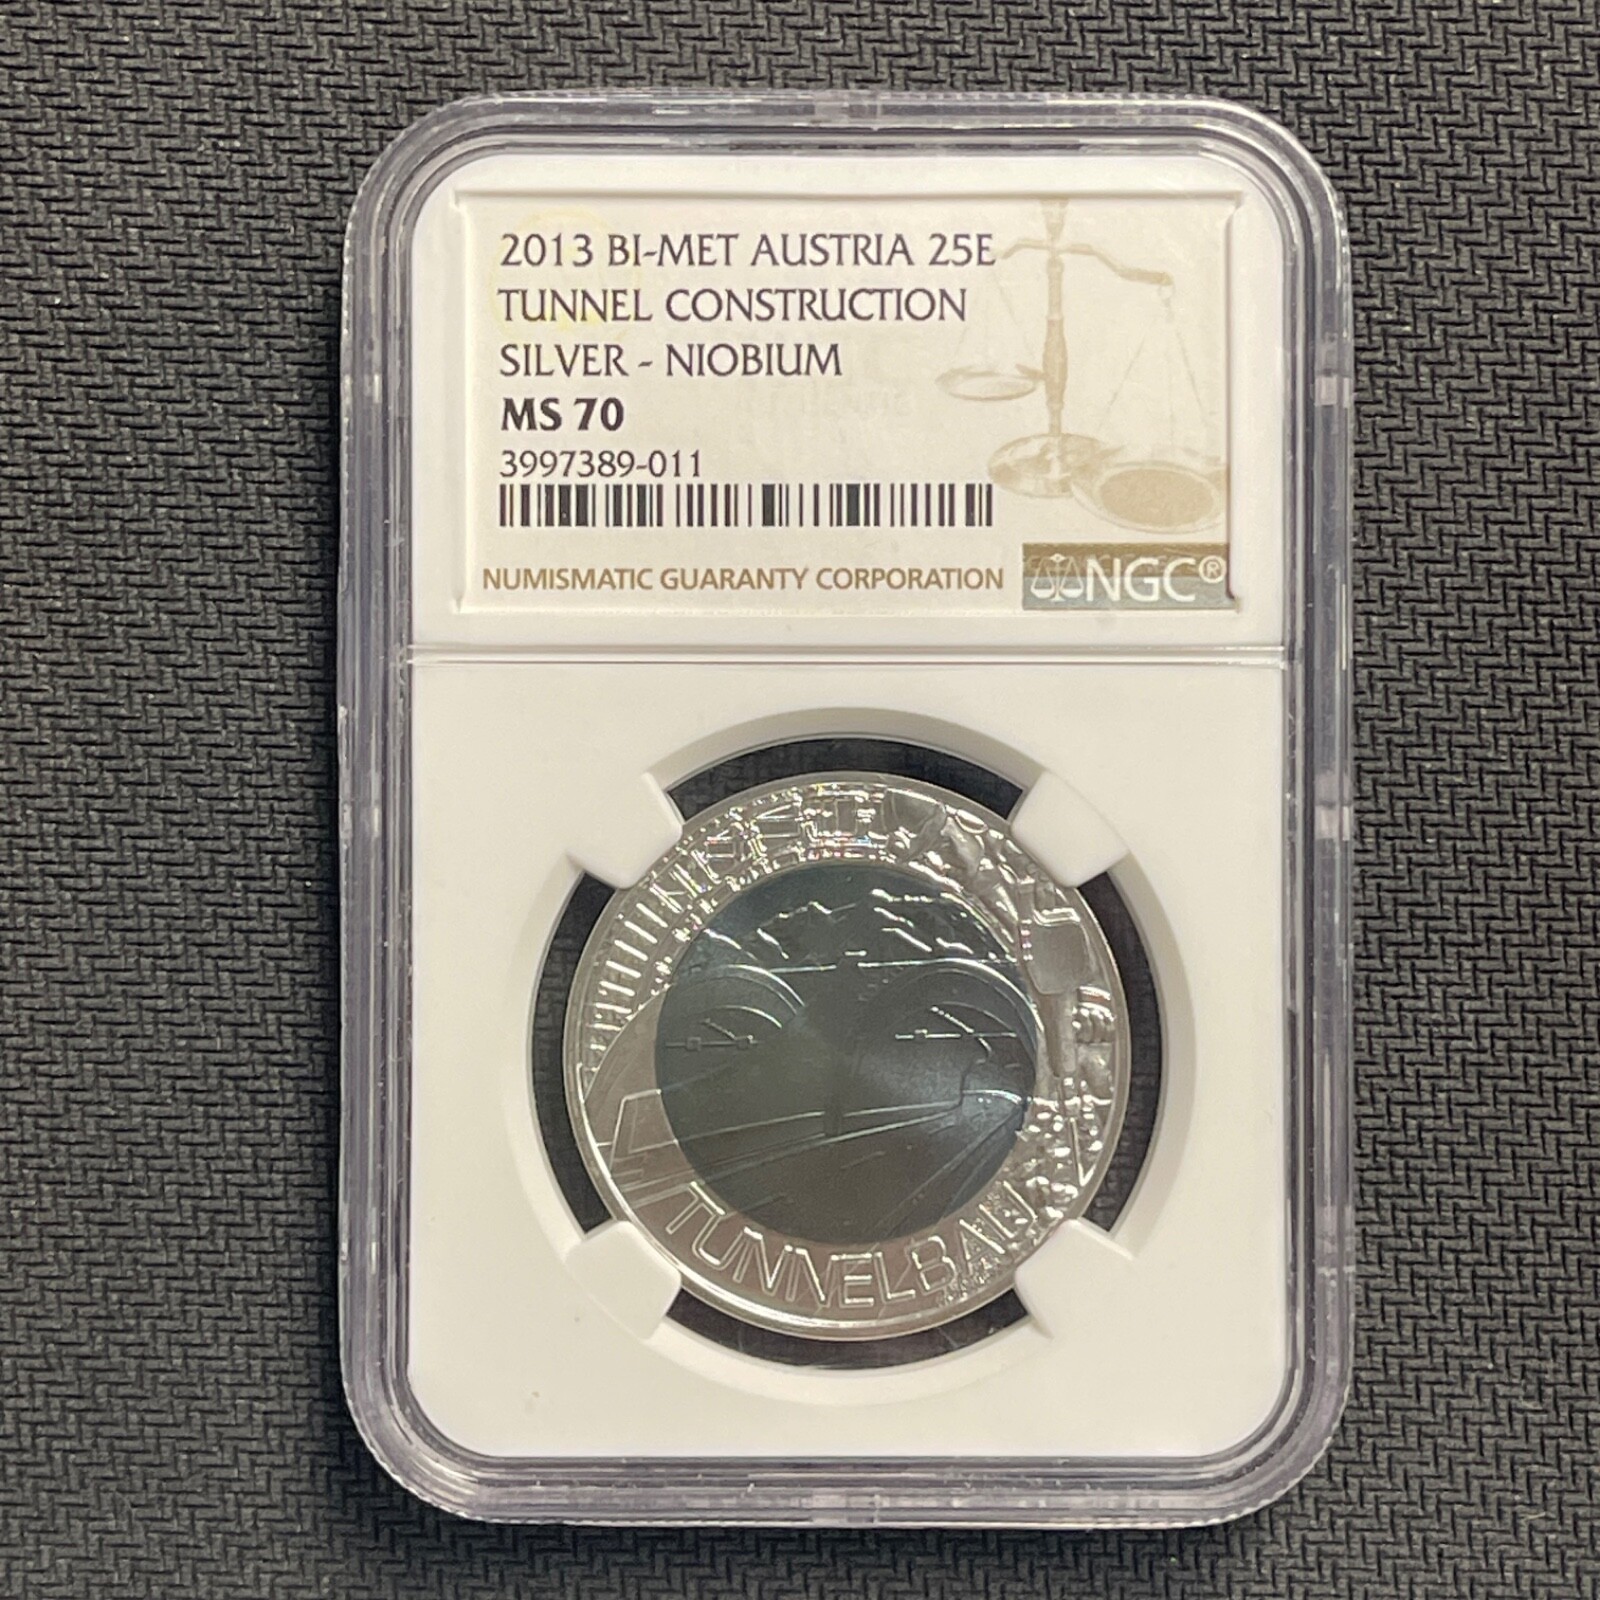 2013 BI-MET AUSTRIA 25E
TUNNEL CONSTRUCTION
SILVER - NIOBIUM
MS 70
3997389-011
NUMISMATIC GUARANTY CORPORATION
NGC®
TUNNELBAU